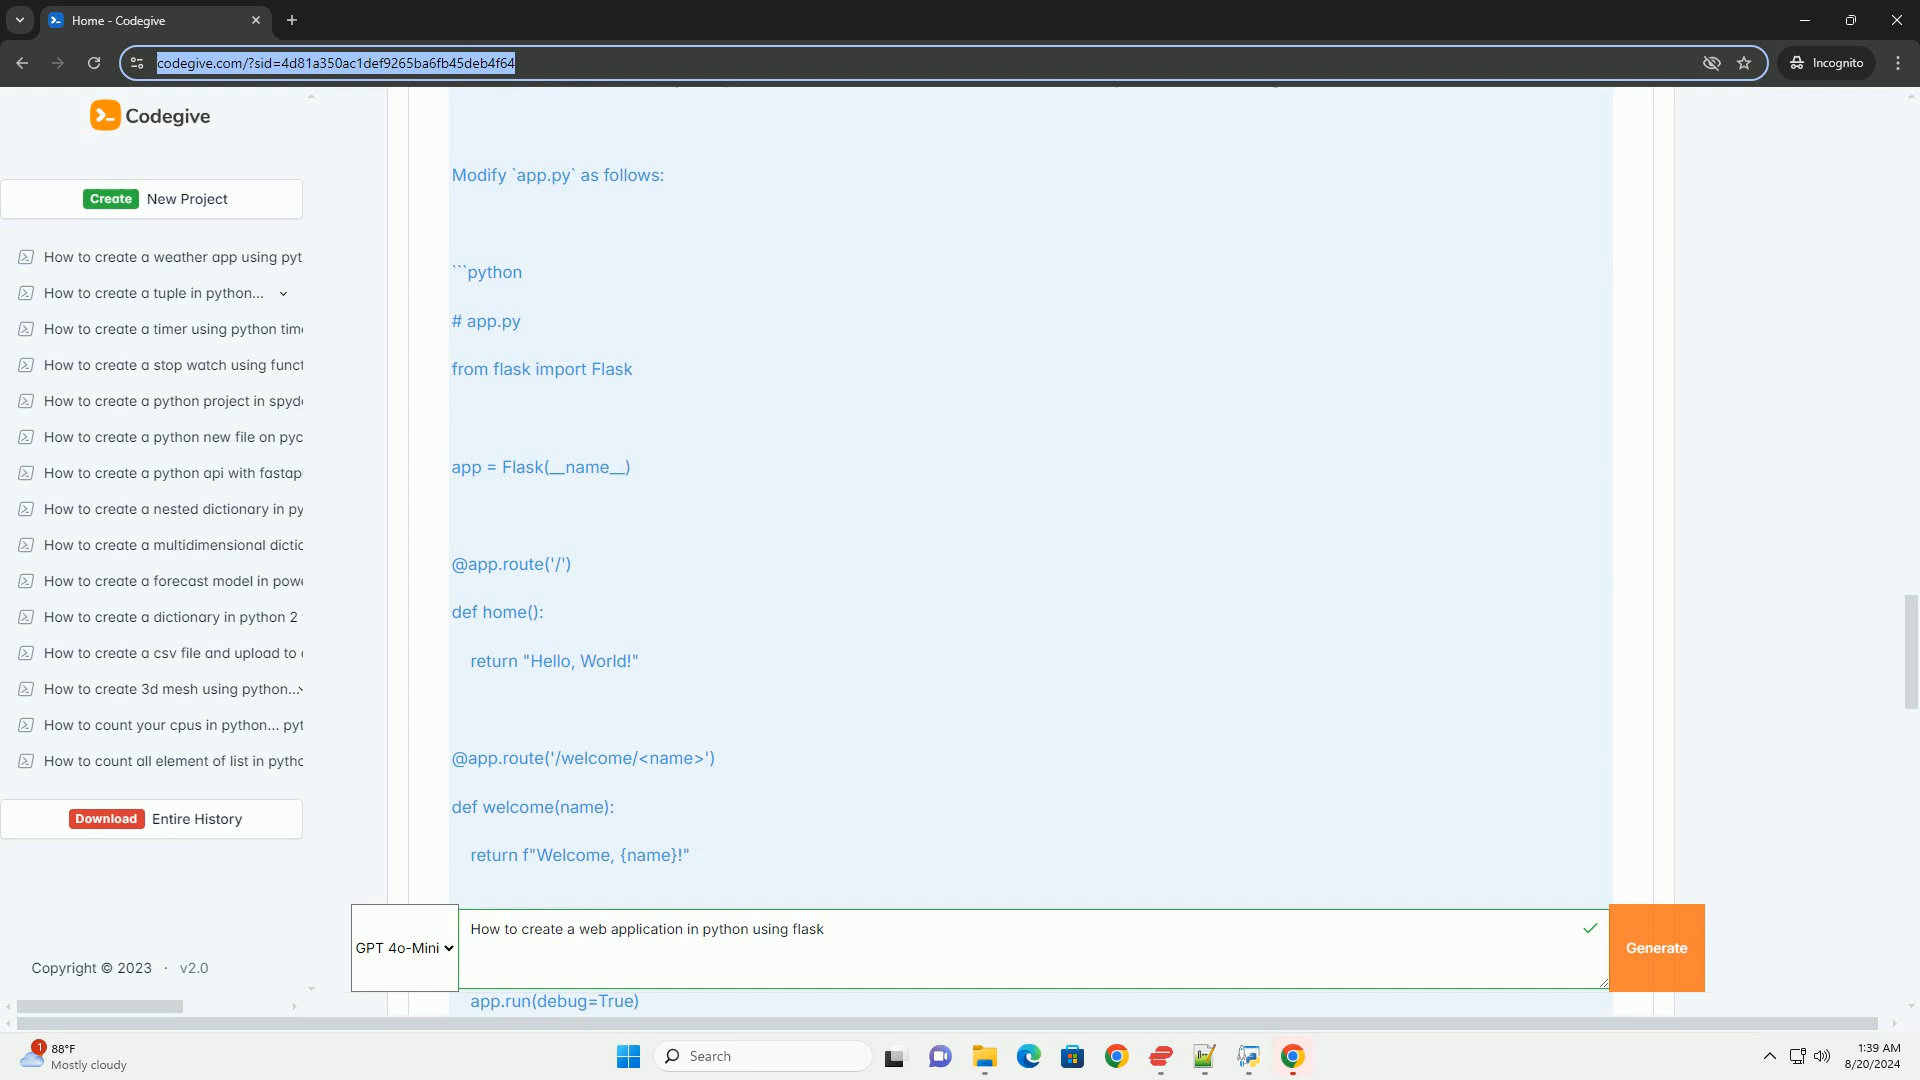 Home - Codegive
codegive.com/?sid=4d81a350ac1def9265ba6fb45deb4f64
Incognito
Codegive
Create New Project
How to create a weather app using pyt
How to create a tuple in python...
How to create a timer using python tim
How to create a stop watch using funct
How to create a python project in spyd
How to create a python new file on pyc
How to create a python api with fastap
How to create a nested dictionary in py
How to create a multidimensional dictio
How to create a forecast model in pow
How to create a dictionary in python 2
How to create a csv file and upload to
How to create 3d mesh using python...
How to count your cpus in python... pyt
How to count all element of list in pytho
Download Entire History
Copyright © 2023 · v2.0
Modify `app.py` as follows:
```python
# app.py
from flask import Flask
app = Flask(__name__)
@app.route('/')
def home():
return "Hello, World!"
@app.route('/welcome/<name>')
def welcome(name):
return f"Welcome, {name}!"
GPT 4o-Mini
How to create a web application in python using flask
Generate
app.run(debug=True)
1
88°F
Mostly cloudy
Search
1:39 AM
8/20/2024